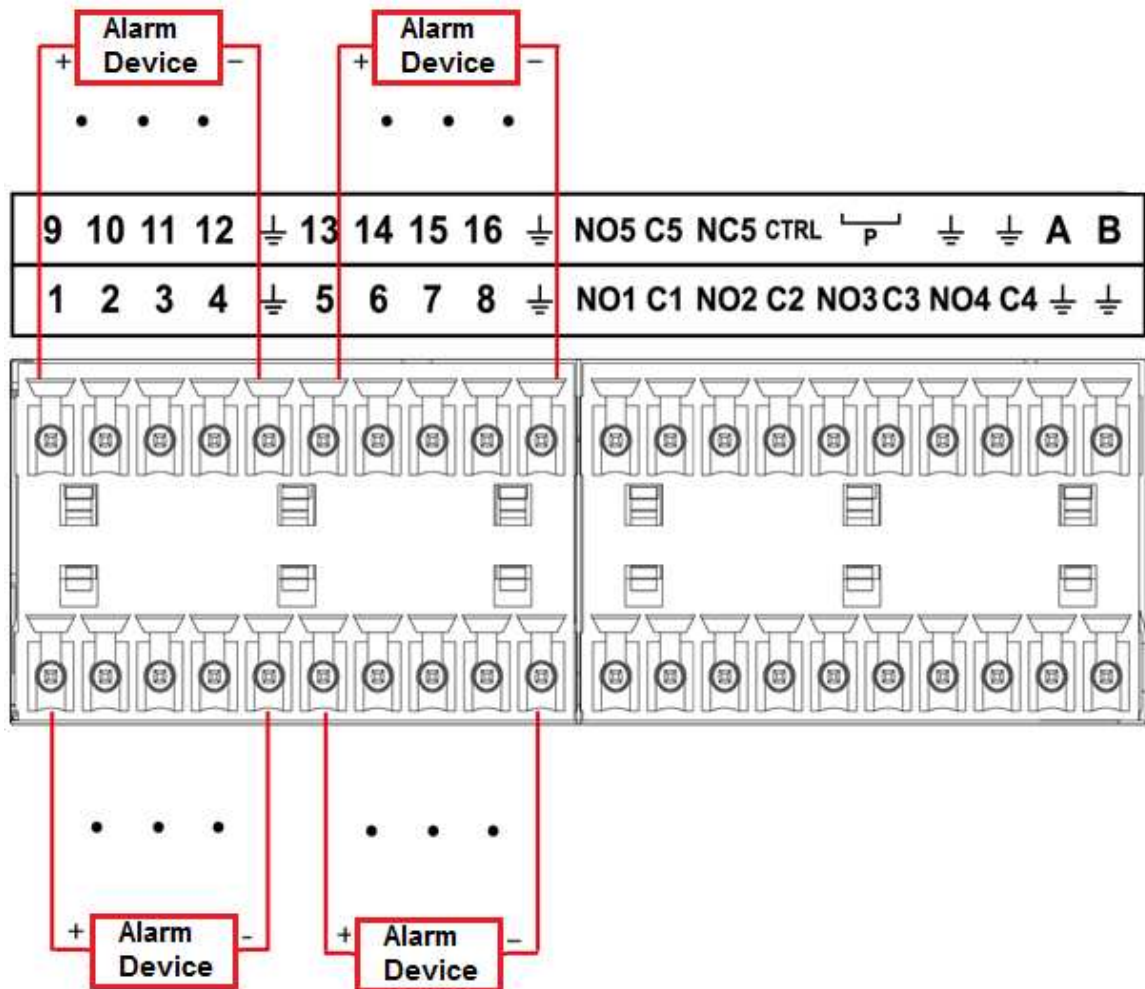 Alarm Device
Alarm Device
+ − + −
9 10 11 12 ⏚ 13 14 15 16 ⏚ NO5 C5 NC5 CTRL P ⏚ ⏚ A B
1 2 3 4 ⏚ 5 6 7 8 ⏚ NO1 C1 NO2 C2 NO3 C3 NO4 C4 ⏚ ⏚
+ - + −
Alarm Device
Alarm Device